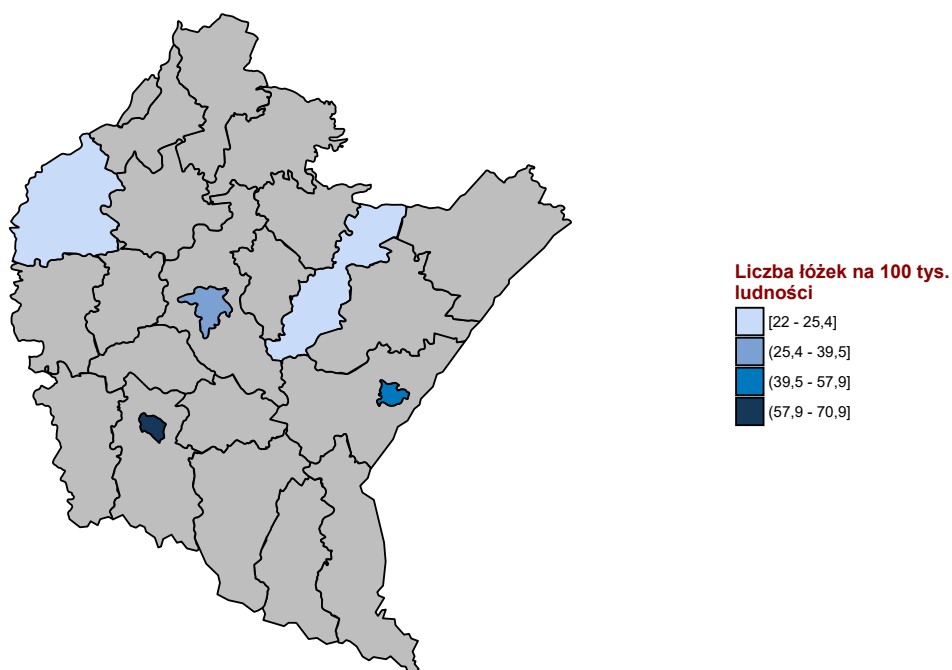 Liczba łóżek na 100 tys.
ludności
[22 - 25,4]
(25,4 - 39,5]
(39,5 - 57,9]
(57,9 - 70,9]